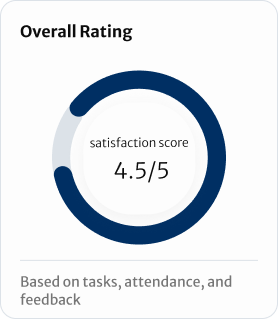 Overall Rating
satisfaction score
4.5/5
Based on tasks, attendance, and
feedback